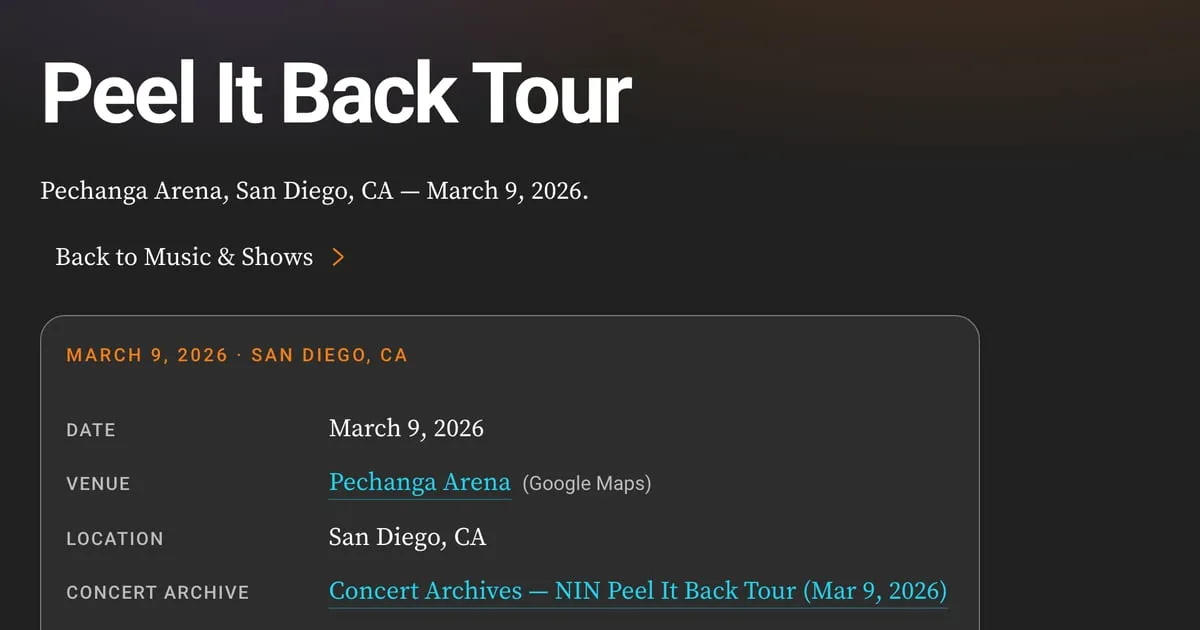 Peel It Back Tour
Pechanga Arena, San Diego, CA — March 9, 2026.
Back to Music & Shows
MARCH 9, 2026 · SAN DIEGO, CA
DATE March 9, 2026
VENUE Pechanga Arena (Google Maps)
LOCATION San Diego, CA
CONCERT ARCHIVE Concert Archives — NIN Peel It Back Tour (Mar 9, 2026)